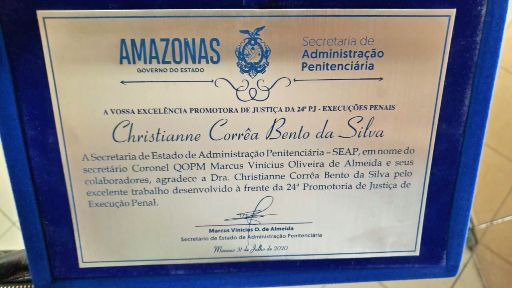 AMAZONAS
GOVERNO DO ESTADO
Secretaria de
Administração
Penitenciária
A VOSSA EXCELÊNCIA PROMOTORA DE JUSTIÇA DA 24ª PJ - EXECUÇÕES PENAIS
Christianne Corrêa Bento da Silva
A Secretaria de Estado de Administração Penitenciária – SEAP, em nome do
secretário Coronel QOPM Marcus Vinícius Oliveira de Almeida e seus
colaboradores, agradece a Dra. Christianne Corrêa Bento da Silva pelo
excelente trabalho desenvolvido à frente da 24ª Promotoria de Justiça de
Execução Penal.
Marcus Vinícius O. de Almeida
Secretário de Estado de Administração Penitenciária
Manaus 31 de Julho de 2020